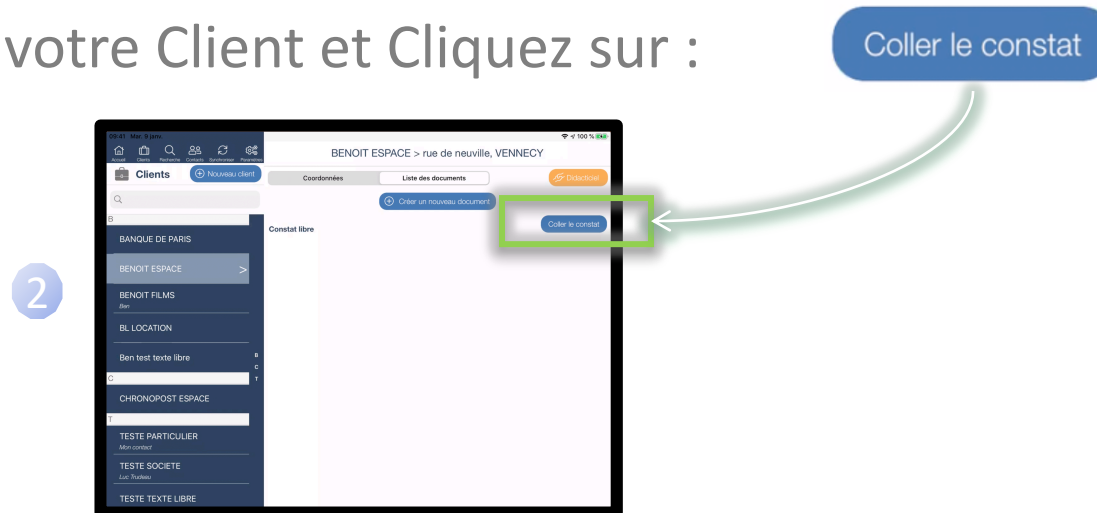 votre Client et Cliquez sur :
Coller le constat
2
09:41 Mar. 9 janv.
100 %
Accueil Clients Recherche Contacts Synchroniser Paramètres
BENOIT ESPACE > rue de neuville, VENNECY
Clients
Nouveau client
Coordonnées
Liste des documents
Didacticiel
Créer un nouveau document
Coller le constat
Constat libre
B
BANQUE DE PARIS
BENOIT ESPACE >
BENOIT FILMS
Ben
BL LOCATION
Ben test texte libre
B
C
T
C
CHRONOPOST ESPACE
T
TESTE PARTICULIER
Mon contact
TESTE SOCIETE
Luc Trudeau
TESTE TEXTE LIBRE